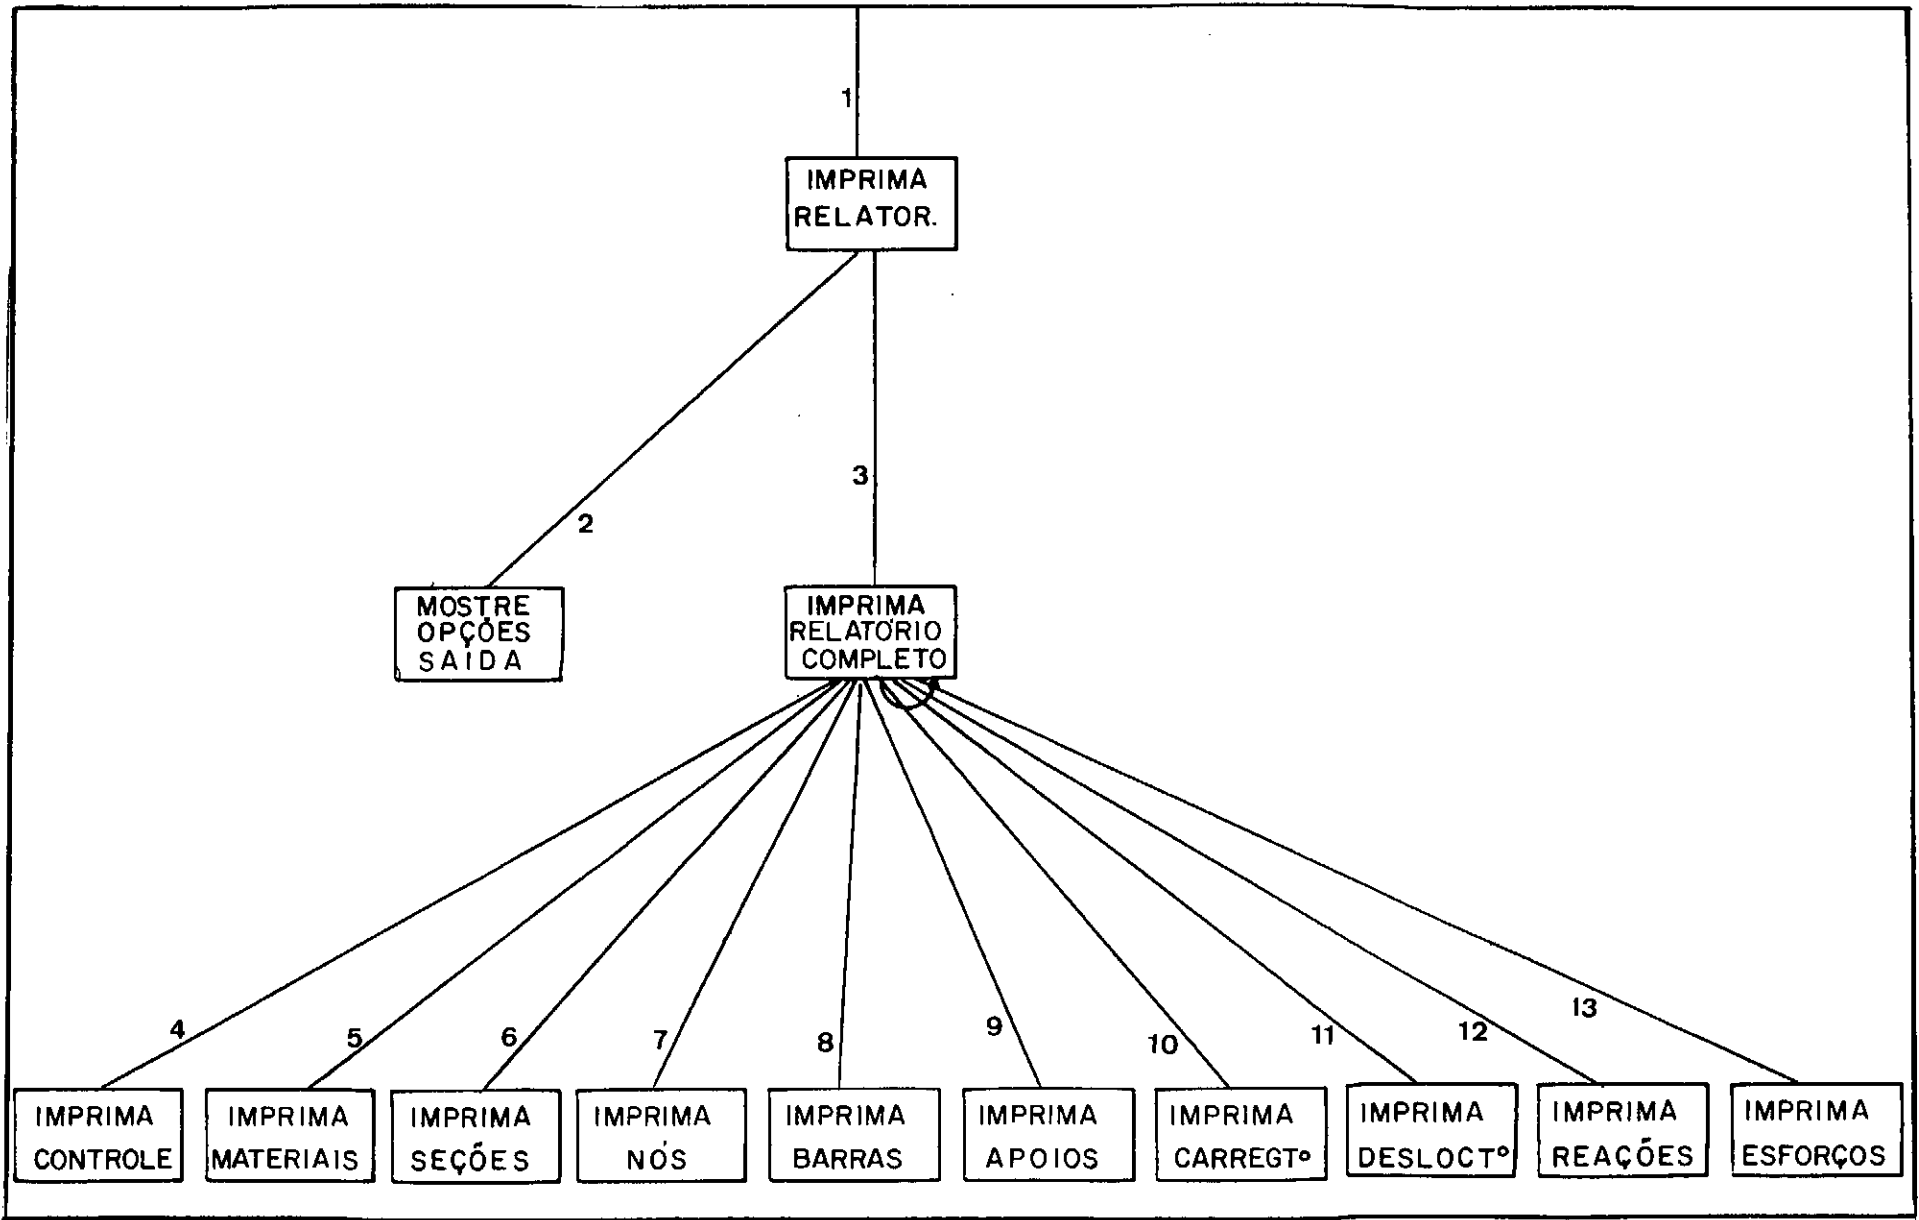 1
IMPRIMA
RELATOR.
2
3
MOSTRE
OPÇÕES
SAÍDA
IMPRIMA
RELATÓRIO
COMPLETO
4
5
6
7
8
9
10
11
12
13
IMPRIMA
CONTROLE
IMPRIMA
MATERIAIS
IMPRIMA
SEÇÕES
IMPRIMA
NÓS
IMPRIMA
BARRAS
IMPRIMA
APOIOS
IMPRIMA
CARREGTº
IMPRIMA
DESLOCTº
IMPRIMA
REAÇÕES
IMPRIMA
ESFORÇOS